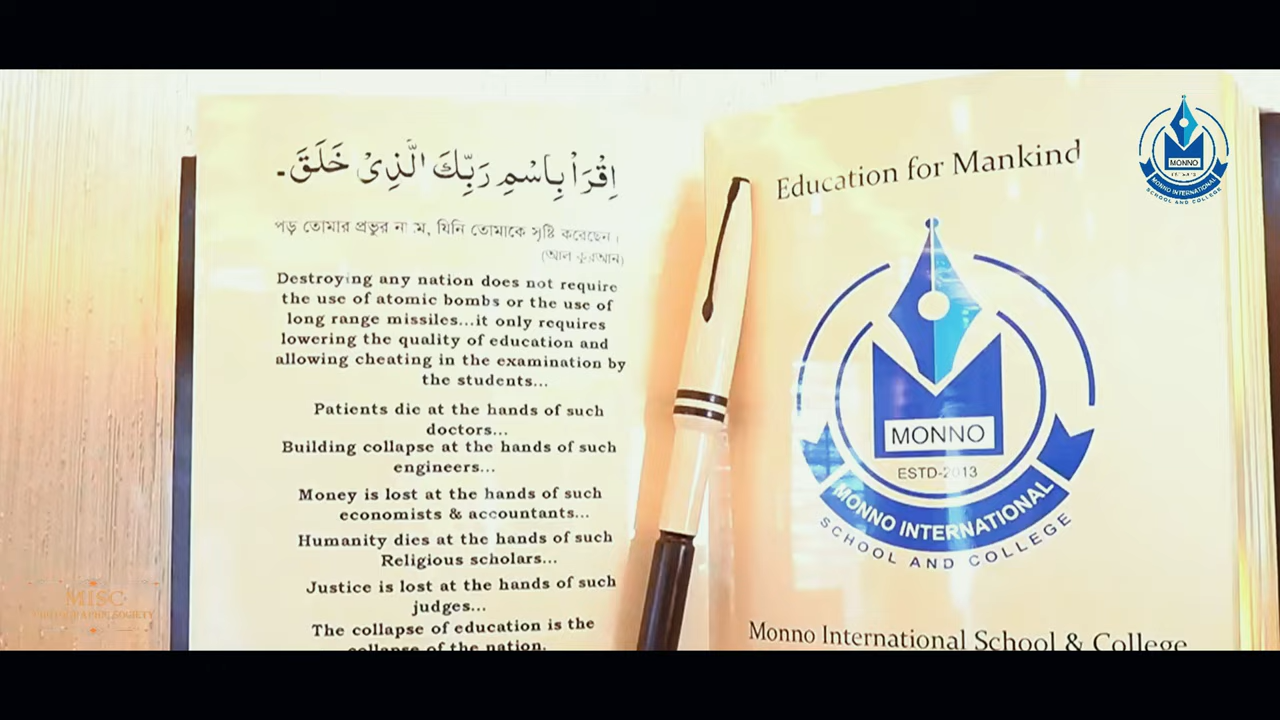 اِقْرَاْ بِاسْمِ رَبِّكَ الَّذِىْ خَلَقَ۔
পড় তোমার প্রভুর নামে, যিনি তোমাকে সৃষ্টি করেছেন।
(আল কুরআন)
Destroying any nation does not require
the use of atomic bombs or the use of
long range missiles...it only requires
lowering the quality of education and
allowing cheating in the examination by
the students...
Patients die at the hands of such
doctors...
Building collapse at the hands of such
engineers...
Money is lost at the hands of such
economists & accountants...
Humanity dies at the hands of such
Religious scholars...
Justice is lost at the hands of such
judges...
The collapse of education is the
collapse of the nation.
Education for Mankind
MONNO
ESTD-2013
MONNO INTERNATIONAL
SCHOOL AND COLLEGE
Monno International School & College
MONNO
MONNO INTERNATIONAL
SCHOOL AND COLLEGE
MISC
PHOTOGRAPHY SOCIETY